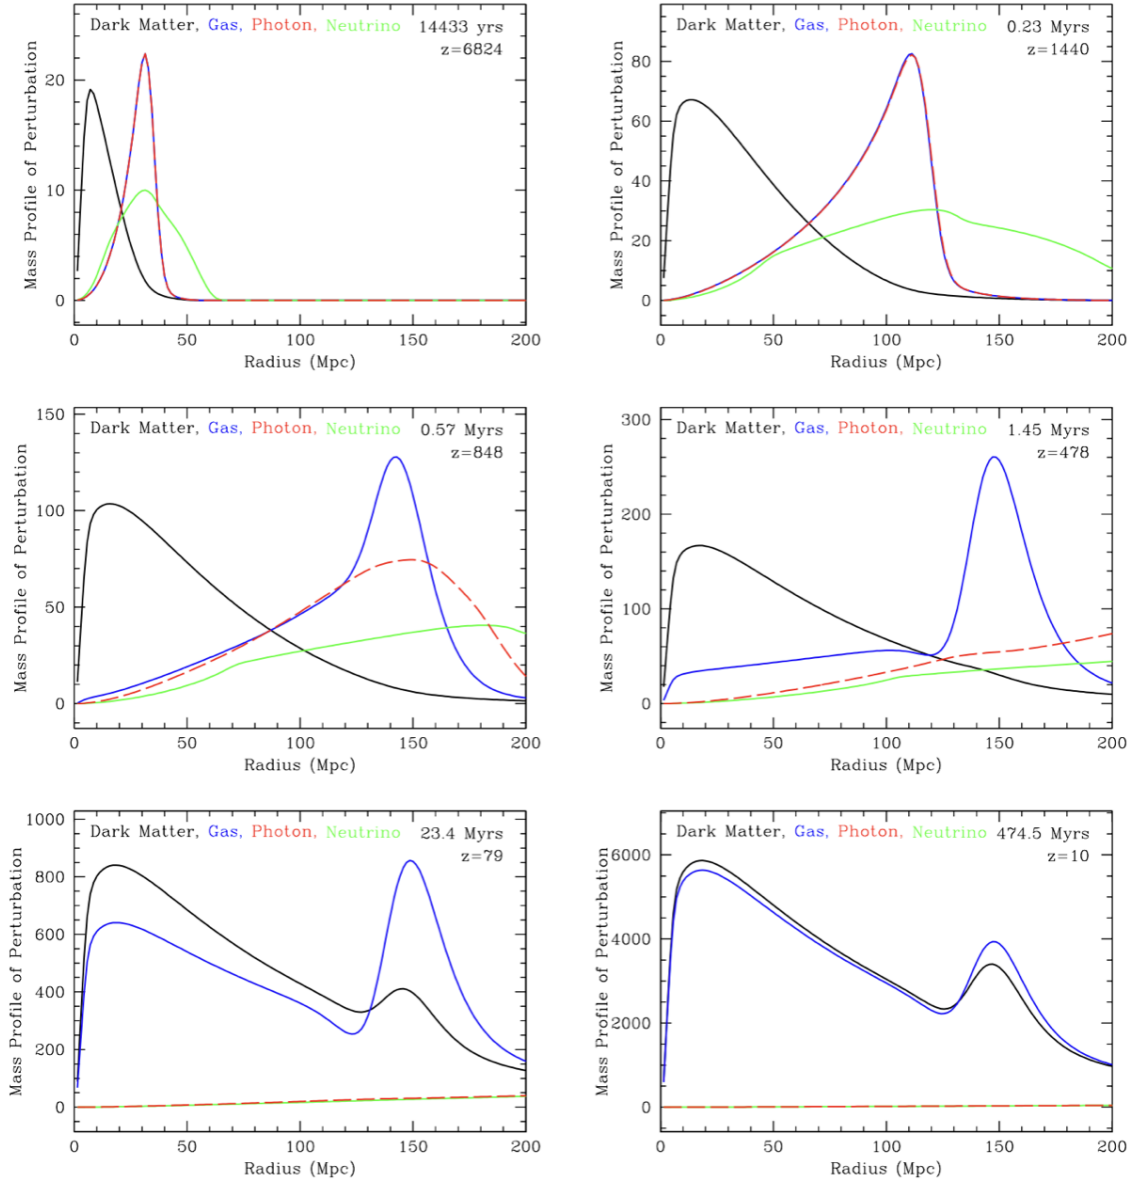 Dark Matter, Gas, Photon, Neutrino 14433 yrs
z=6824
Mass Profile of Perturbation
20
10
0
0 50 100 150 200
Radius (Mpc)
Dark Matter, Gas, Photon, Neutrino 0.23 Myrs
z=1440
Mass Profile of Perturbation
80
60
40
20
0
0 50 100 150 200
Radius (Mpc)
Dark Matter, Gas, Photon, Neutrino 0.57 Myrs
z=848
Mass Profile of Perturbation
150
100
50
0
0 50 100 150 200
Radius (Mpc)
Dark Matter, Gas, Photon, Neutrino 1.45 Myrs
z=478
Mass Profile of Perturbation
300
200
100
0
0 50 100 150 200
Radius (Mpc)
Dark Matter, Gas, Photon, Neutrino 23.4 Myrs
z=79
Mass Profile of Perturbation
1000
800
600
400
200
0
0 50 100 150 200
Radius (Mpc)
Dark Matter, Gas, Photon, Neutrino 474.5 Myrs
z=10
Mass Profile of Perturbation
6000
4000
2000
0
0 50 100 150 200
Radius (Mpc)